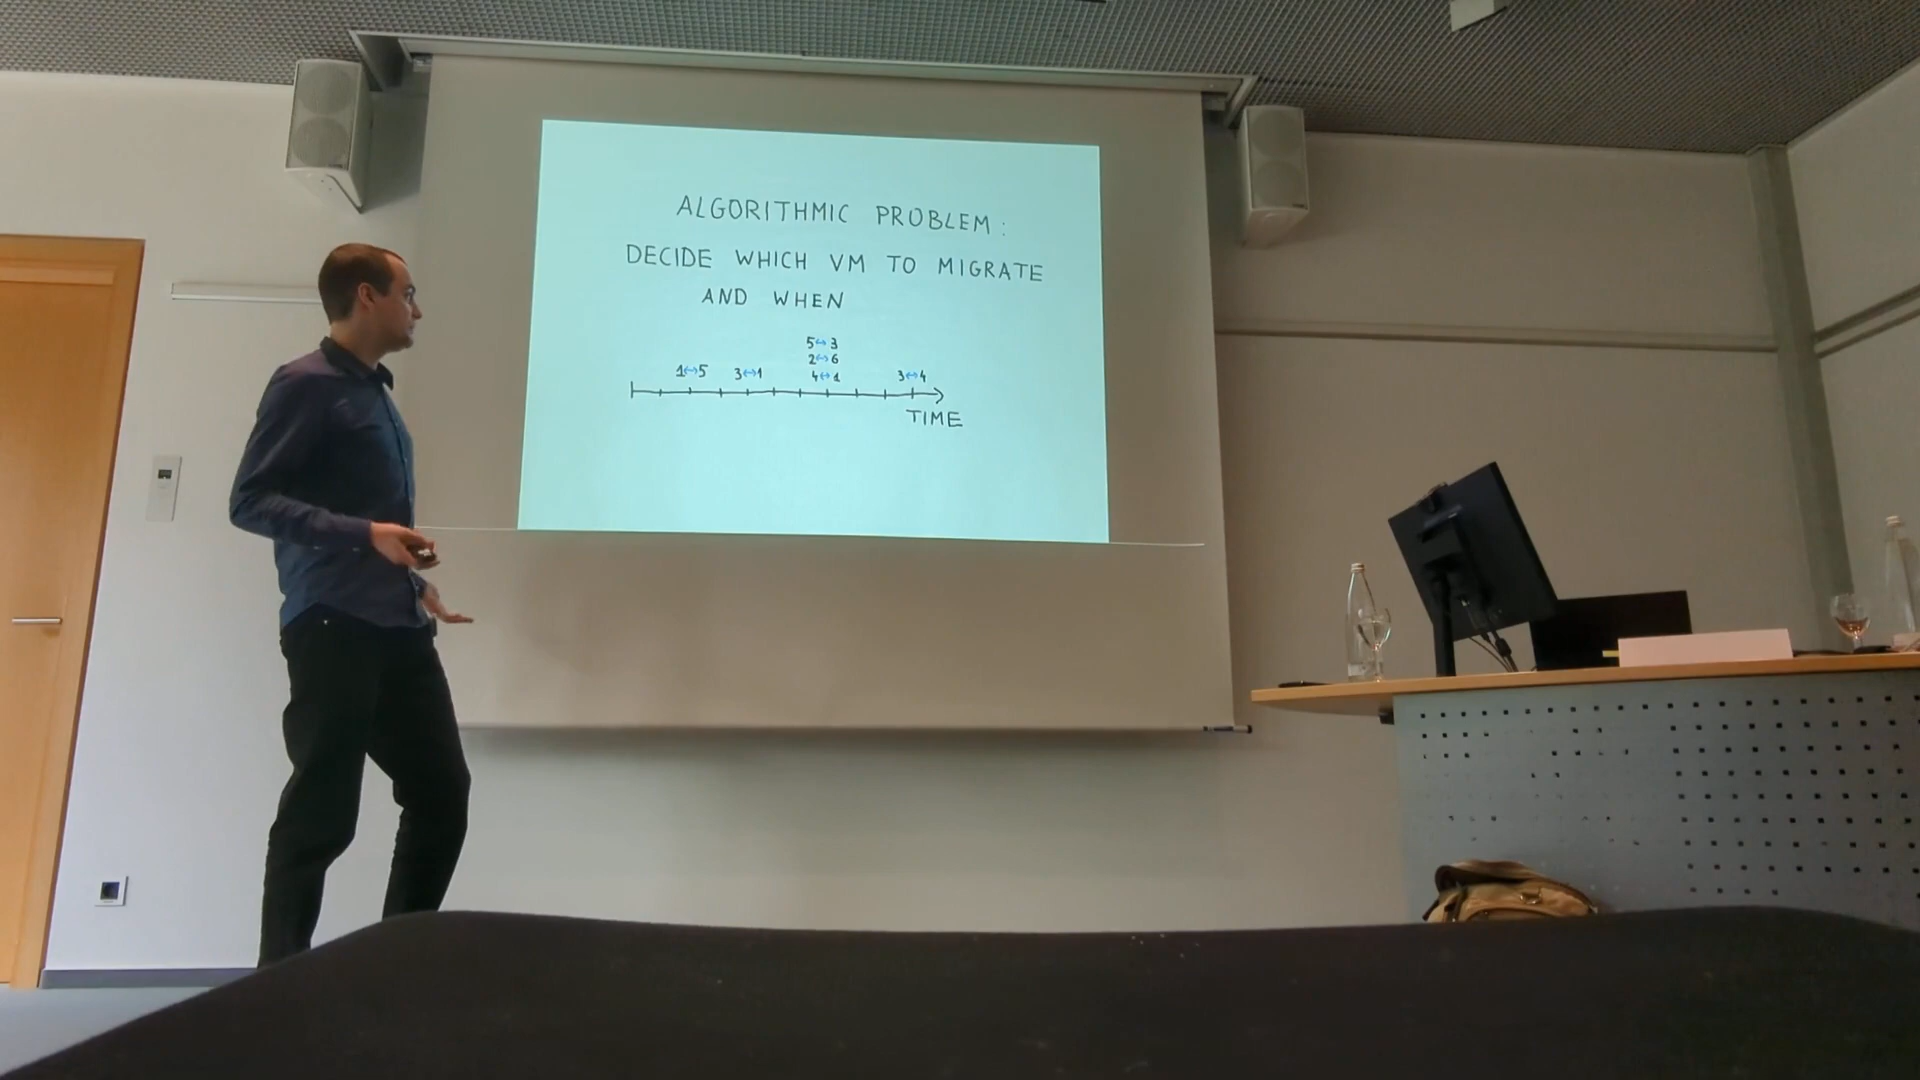 ALGORITHMIC PROBLEM:
DECIDE WHICH VM TO MIGRATE
AND WHEN
5↔3
2↔6
1↔5 3↔1 4↔1 3↔4
TIME